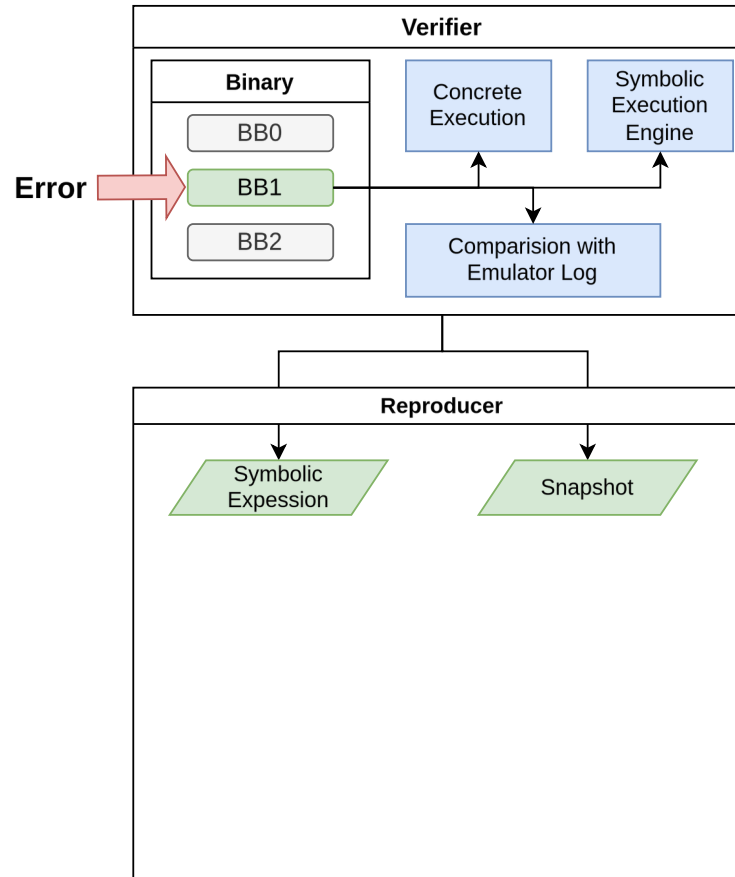 Verifier
Binary
BB0
BB1
BB2
Error
Concrete
Execution
Symbolic
Execution
Engine
Comparision with
Emulator Log
Reproducer
Symbolic
Expession
Snapshot